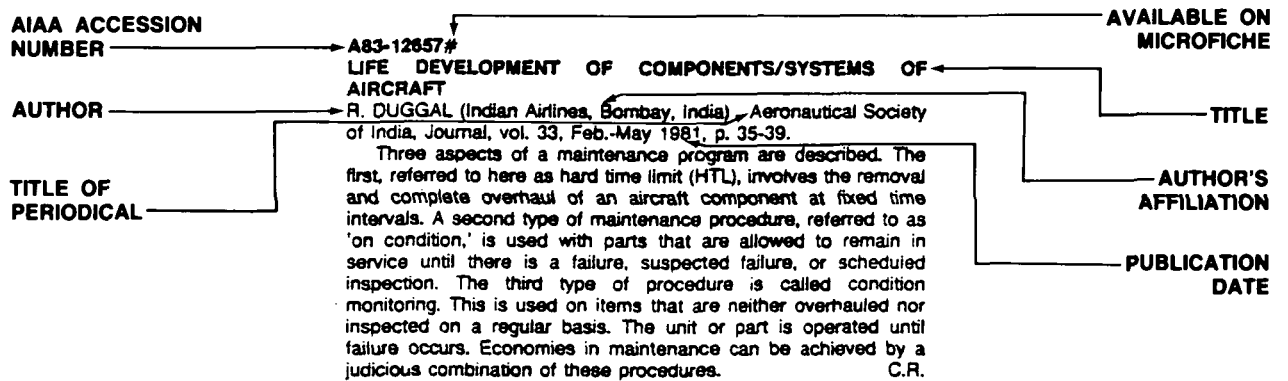 AIAA ACCESSION
NUMBER
AVAILABLE ON
MICROFICHE
A83-12657#
LIFE DEVELOPMENT OF COMPONENTS/SYSTEMS OF
AIRCRAFT
AUTHOR
R. DUGGAL (Indian Airlines, Bombay, India) Aeronautical Society
TITLE
of India, Journal, vol. 33, Feb.-May 1981, p. 35-39.
Three aspects of a maintenance program are described. The
first, referred to here as hard time limit (HTL), involves the removal
and complete overhaul of an aircraft component at fixed time
intervals. A second type of maintenance procedure, referred to as
'on condition,' is used with parts that are allowed to remain in
service until there is a failure, suspected failure, or scheduled
inspection. The third type of procedure is called condition
monitoring. This is used on items that are neither overhauled nor
inspected on a regular basis. The unit or part is operated until
failure occurs. Economies in maintenance can be achieved by a
judicious combination of these procedures. C.R.
TITLE OF
PERIODICAL
AUTHOR'S
AFFILIATION
PUBLICATION
DATE